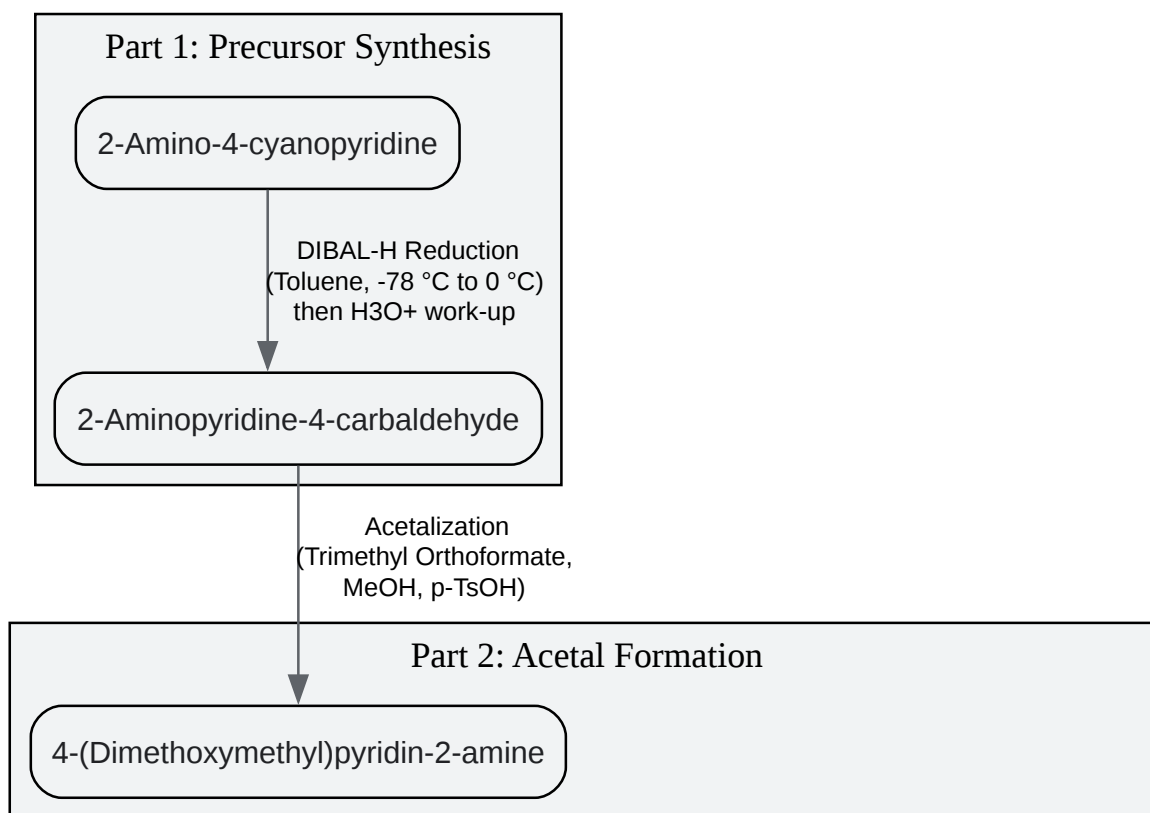 Part 1: Precursor Synthesis
2-Amino-4-cyanopyridine
DIBAL-H Reduction
(Toluene, -78 °C to 0 °C)
then H3O+ work-up
2-Aminopyridine-4-carbaldehyde
Acetalization
(Trimethyl Orthoformate,
MeOH, p-TsOH)
Part 2: Acetal Formation
4-(Dimethoxymethyl)pyridin-2-amine